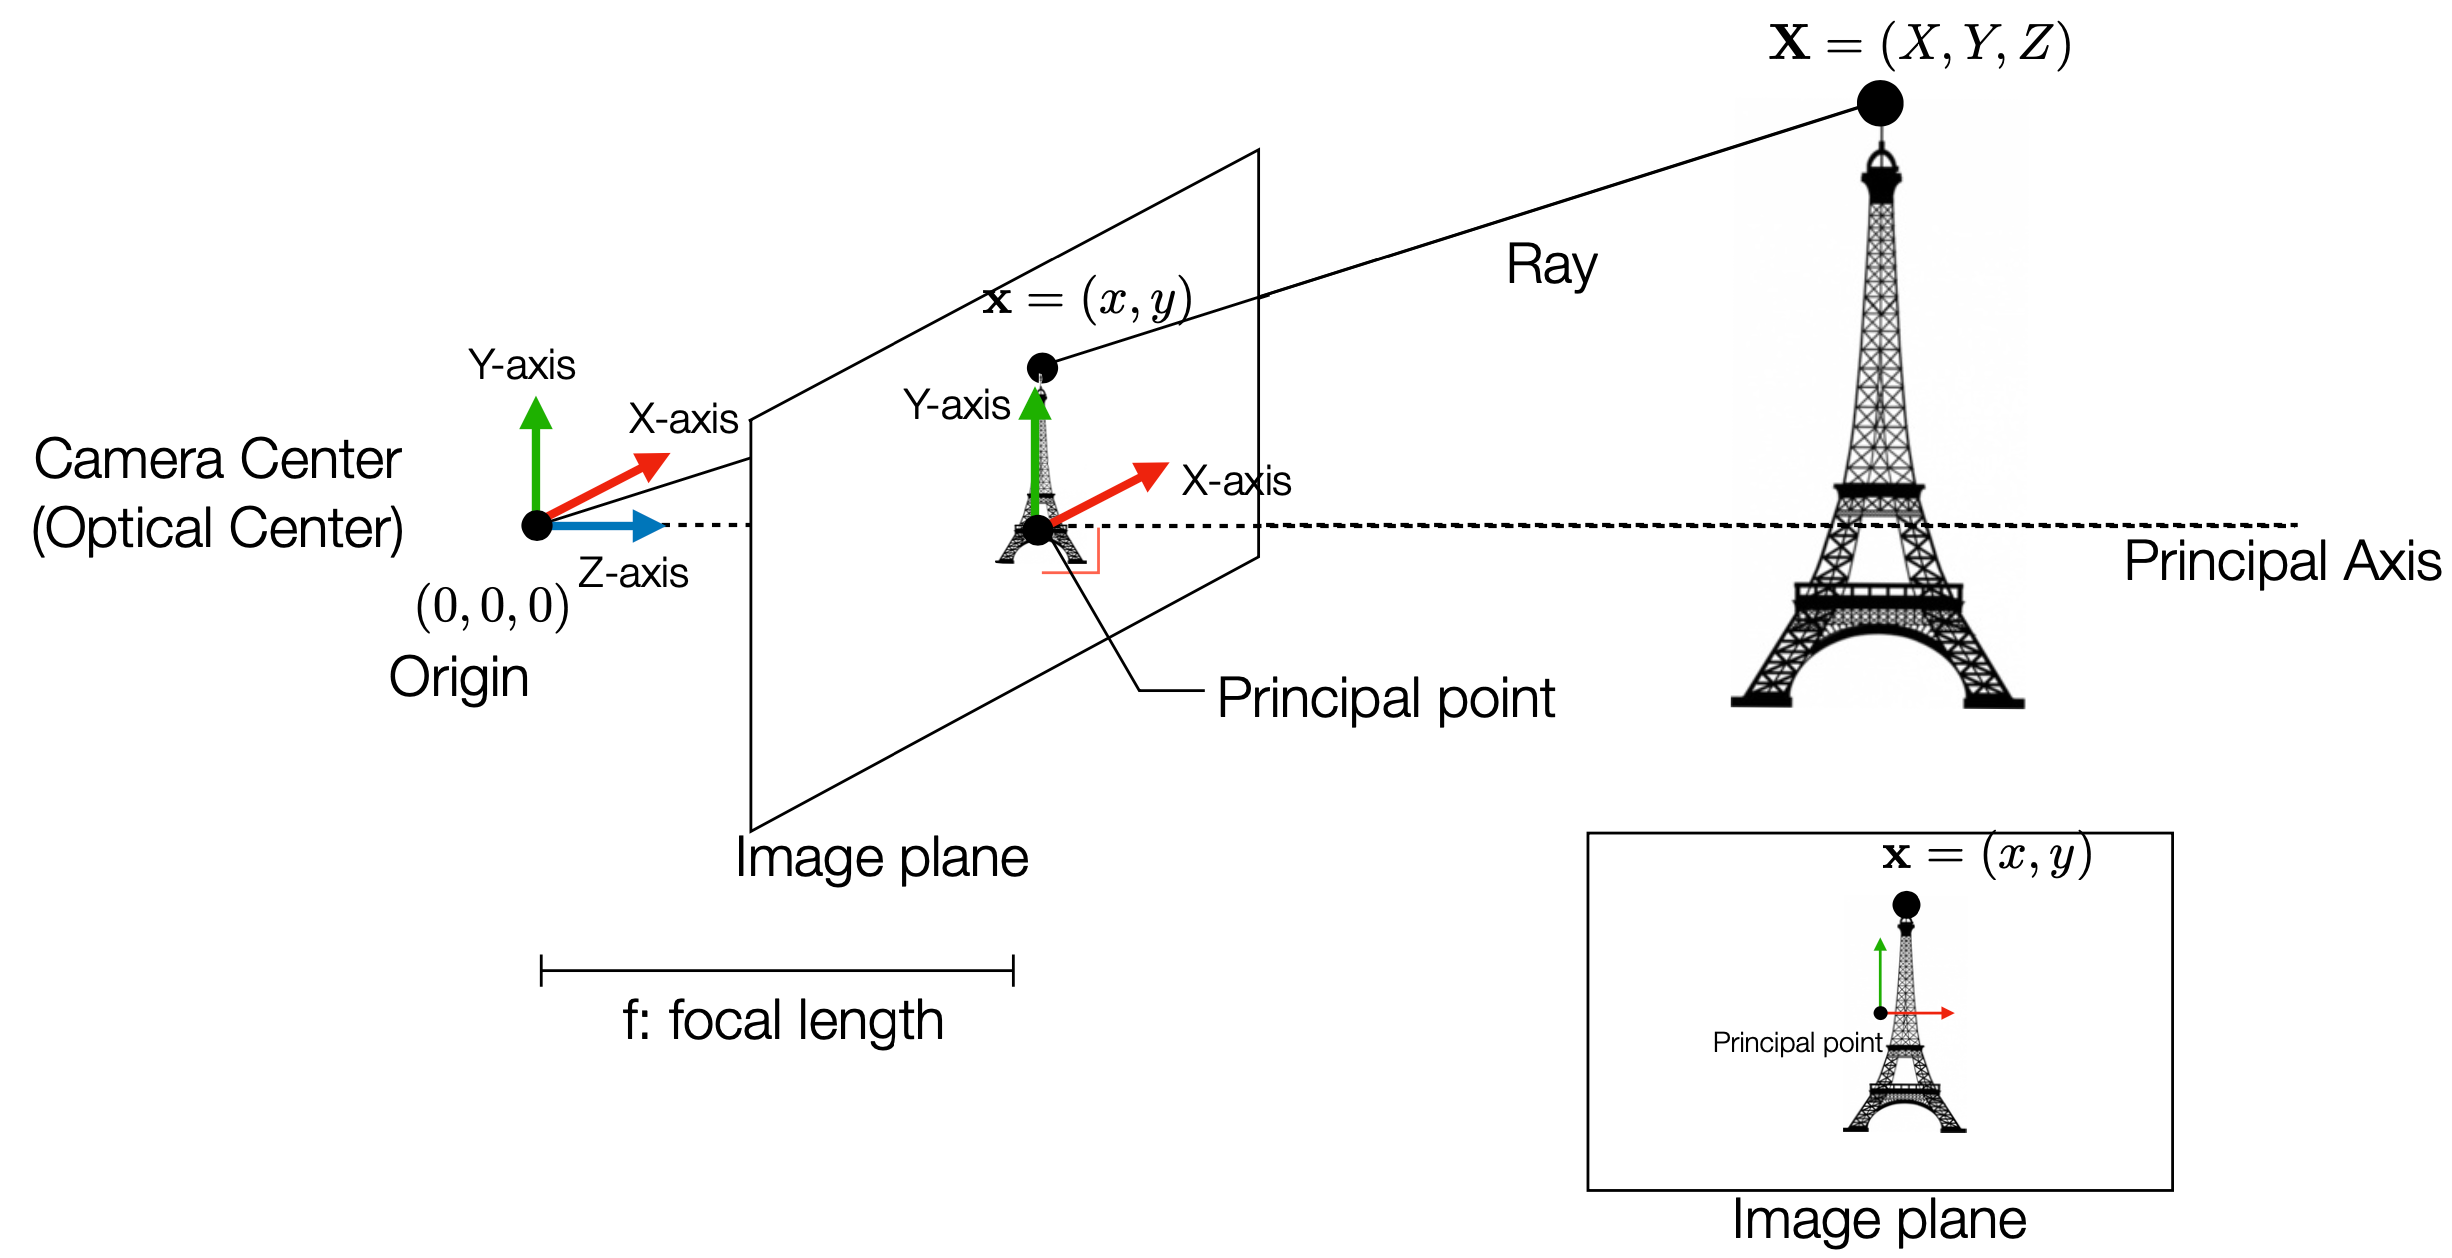 𝐗 = (X, Y, Z)
Ray
𝐱 = (x, y)
Y-axis
X-axis
Y-axis
X-axis
Camera Center
(Optical Center)
Z-axis
(0, 0, 0)
Origin
Principal Axis
Principal point
Image plane
f: focal length
𝐱 = (x, y)
Principal point
Image plane